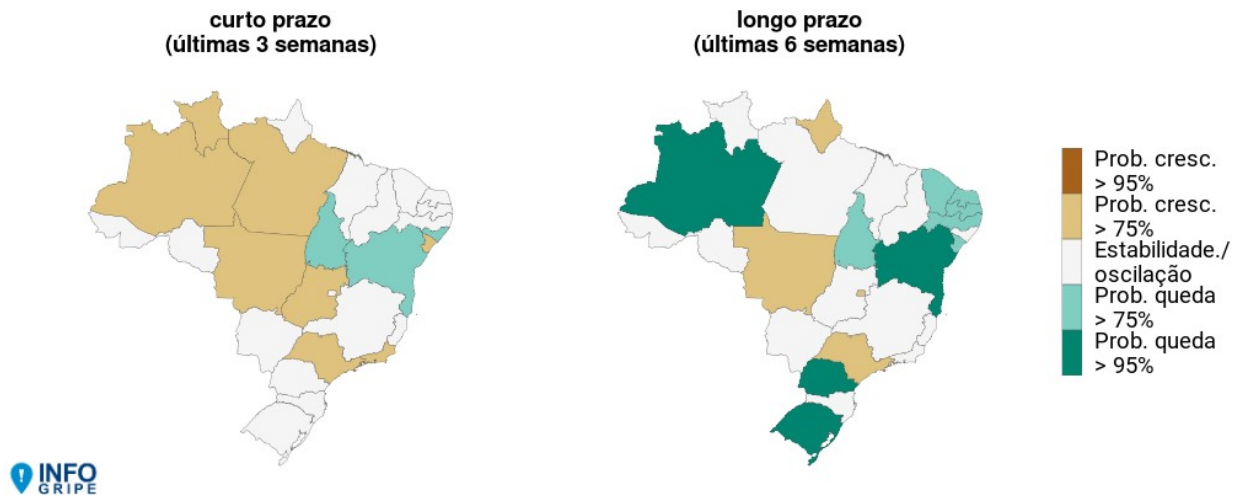 curto prazo
(últimas 3 semanas)
longo prazo
(últimas 6 semanas)
Prob. cresc.
> 95%
Prob. cresc.
> 75%
Estabilidade./
oscilação
Prob. queda
> 75%
Prob. queda
> 95%
INFO
GRIPE